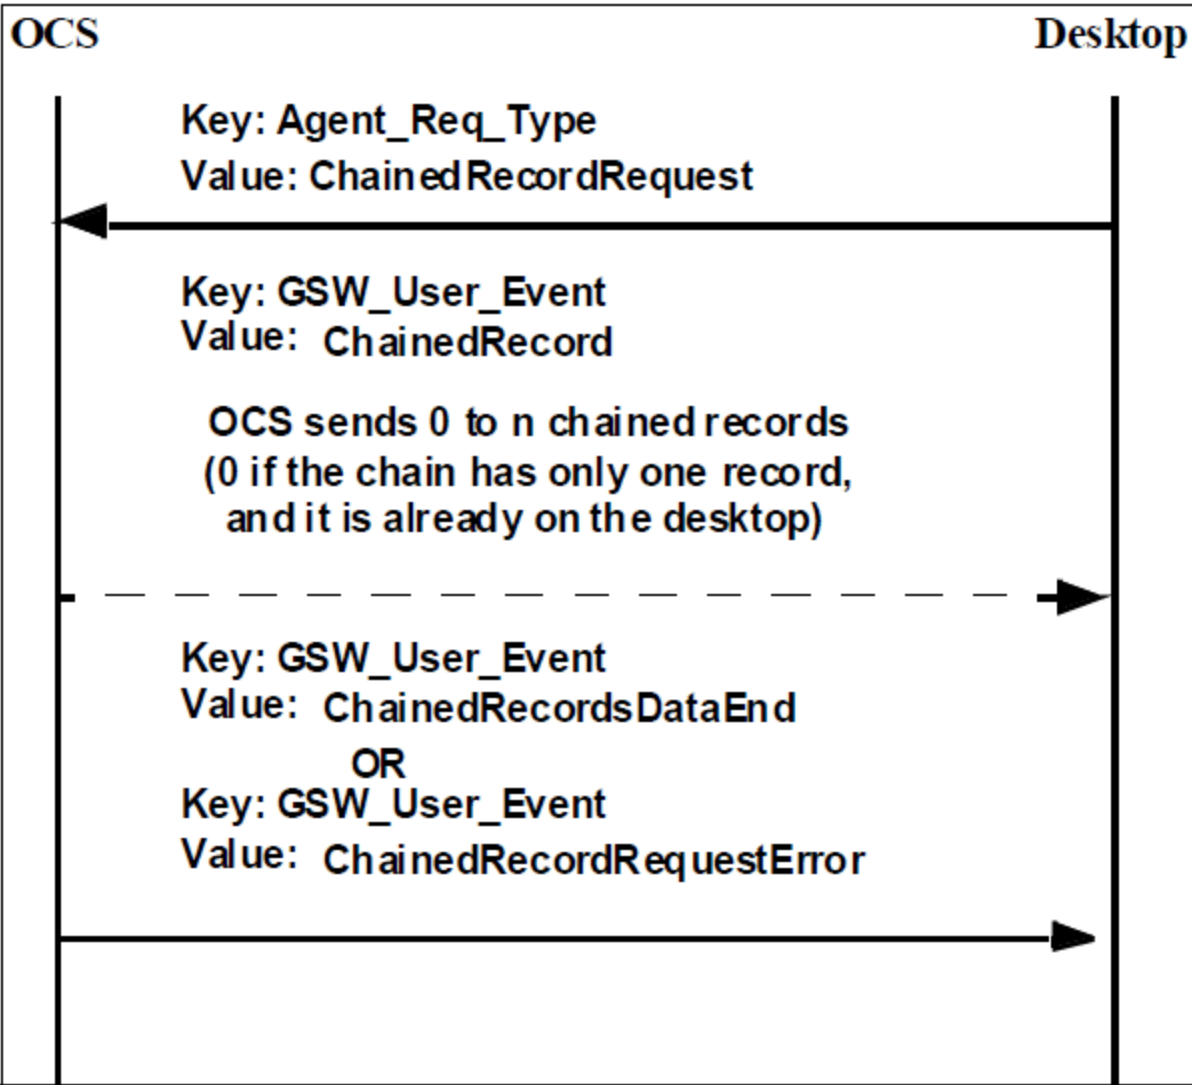 OCS
Desktop
Key: Agent_Req_Type
Value: ChainedRecordRequest
Key: GSW_User_Event
Value: ChainedRecord
OCS sends 0 to n chained records
(0 if the chain has only one record,
and it is already on the desktop)
Key: GSW_User_Event
Value: ChainedRecordsDataEnd
OR
Key: GSW_User_Event
Value: ChainedRecordRequestError